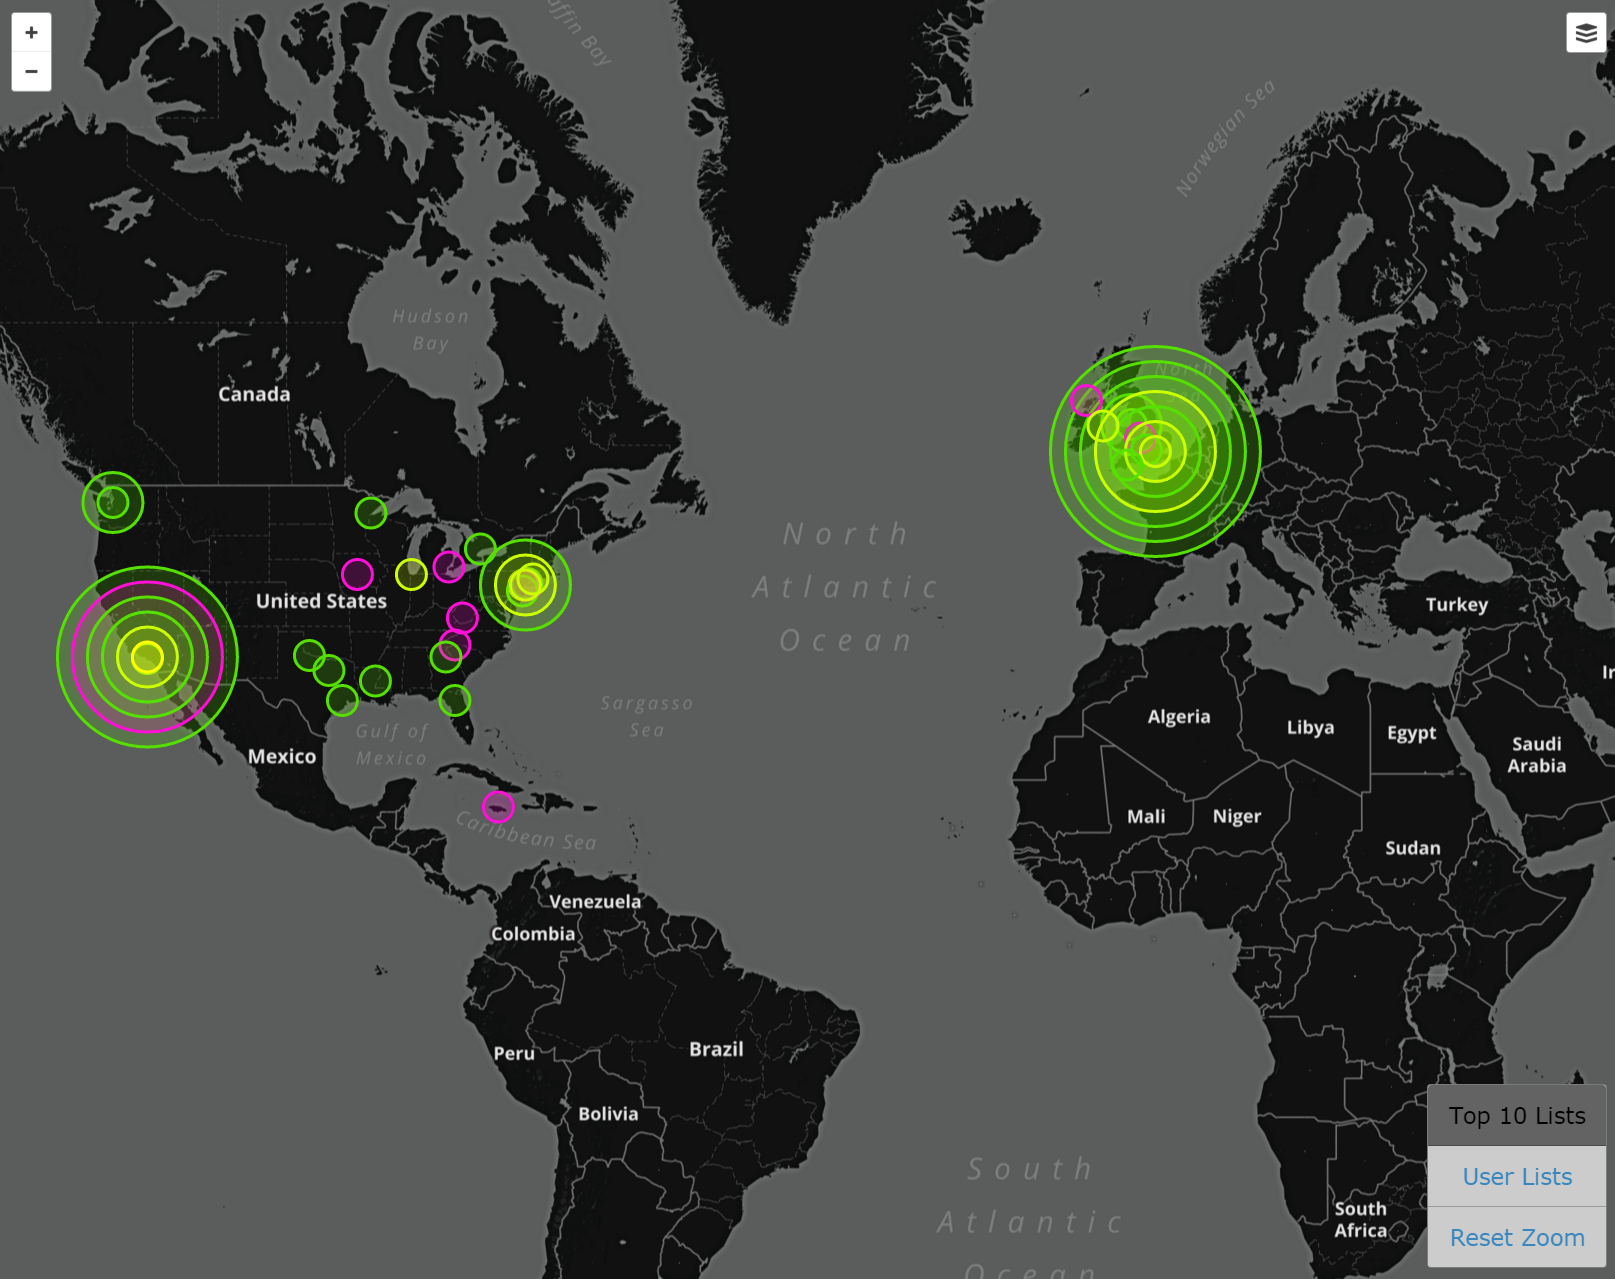 +
−
affin Bay
Norwegian Sea
Hudson
Bay
North
Canada
North
Atlantic
Ocean
United States
Turkey
Ir
Sargasso
Sea
Algeria
Libya
Egypt
Saudi
Arabia
Gulf of
Mexico
Mexico
Caribbean Sea
Mali
Niger
Sudan
Venezuela
Colombia
Peru
Brazil
Bolivia
South
Atlantic
Ocean
South
Africa
Top 10 Lists
User Lists
Reset Zoom